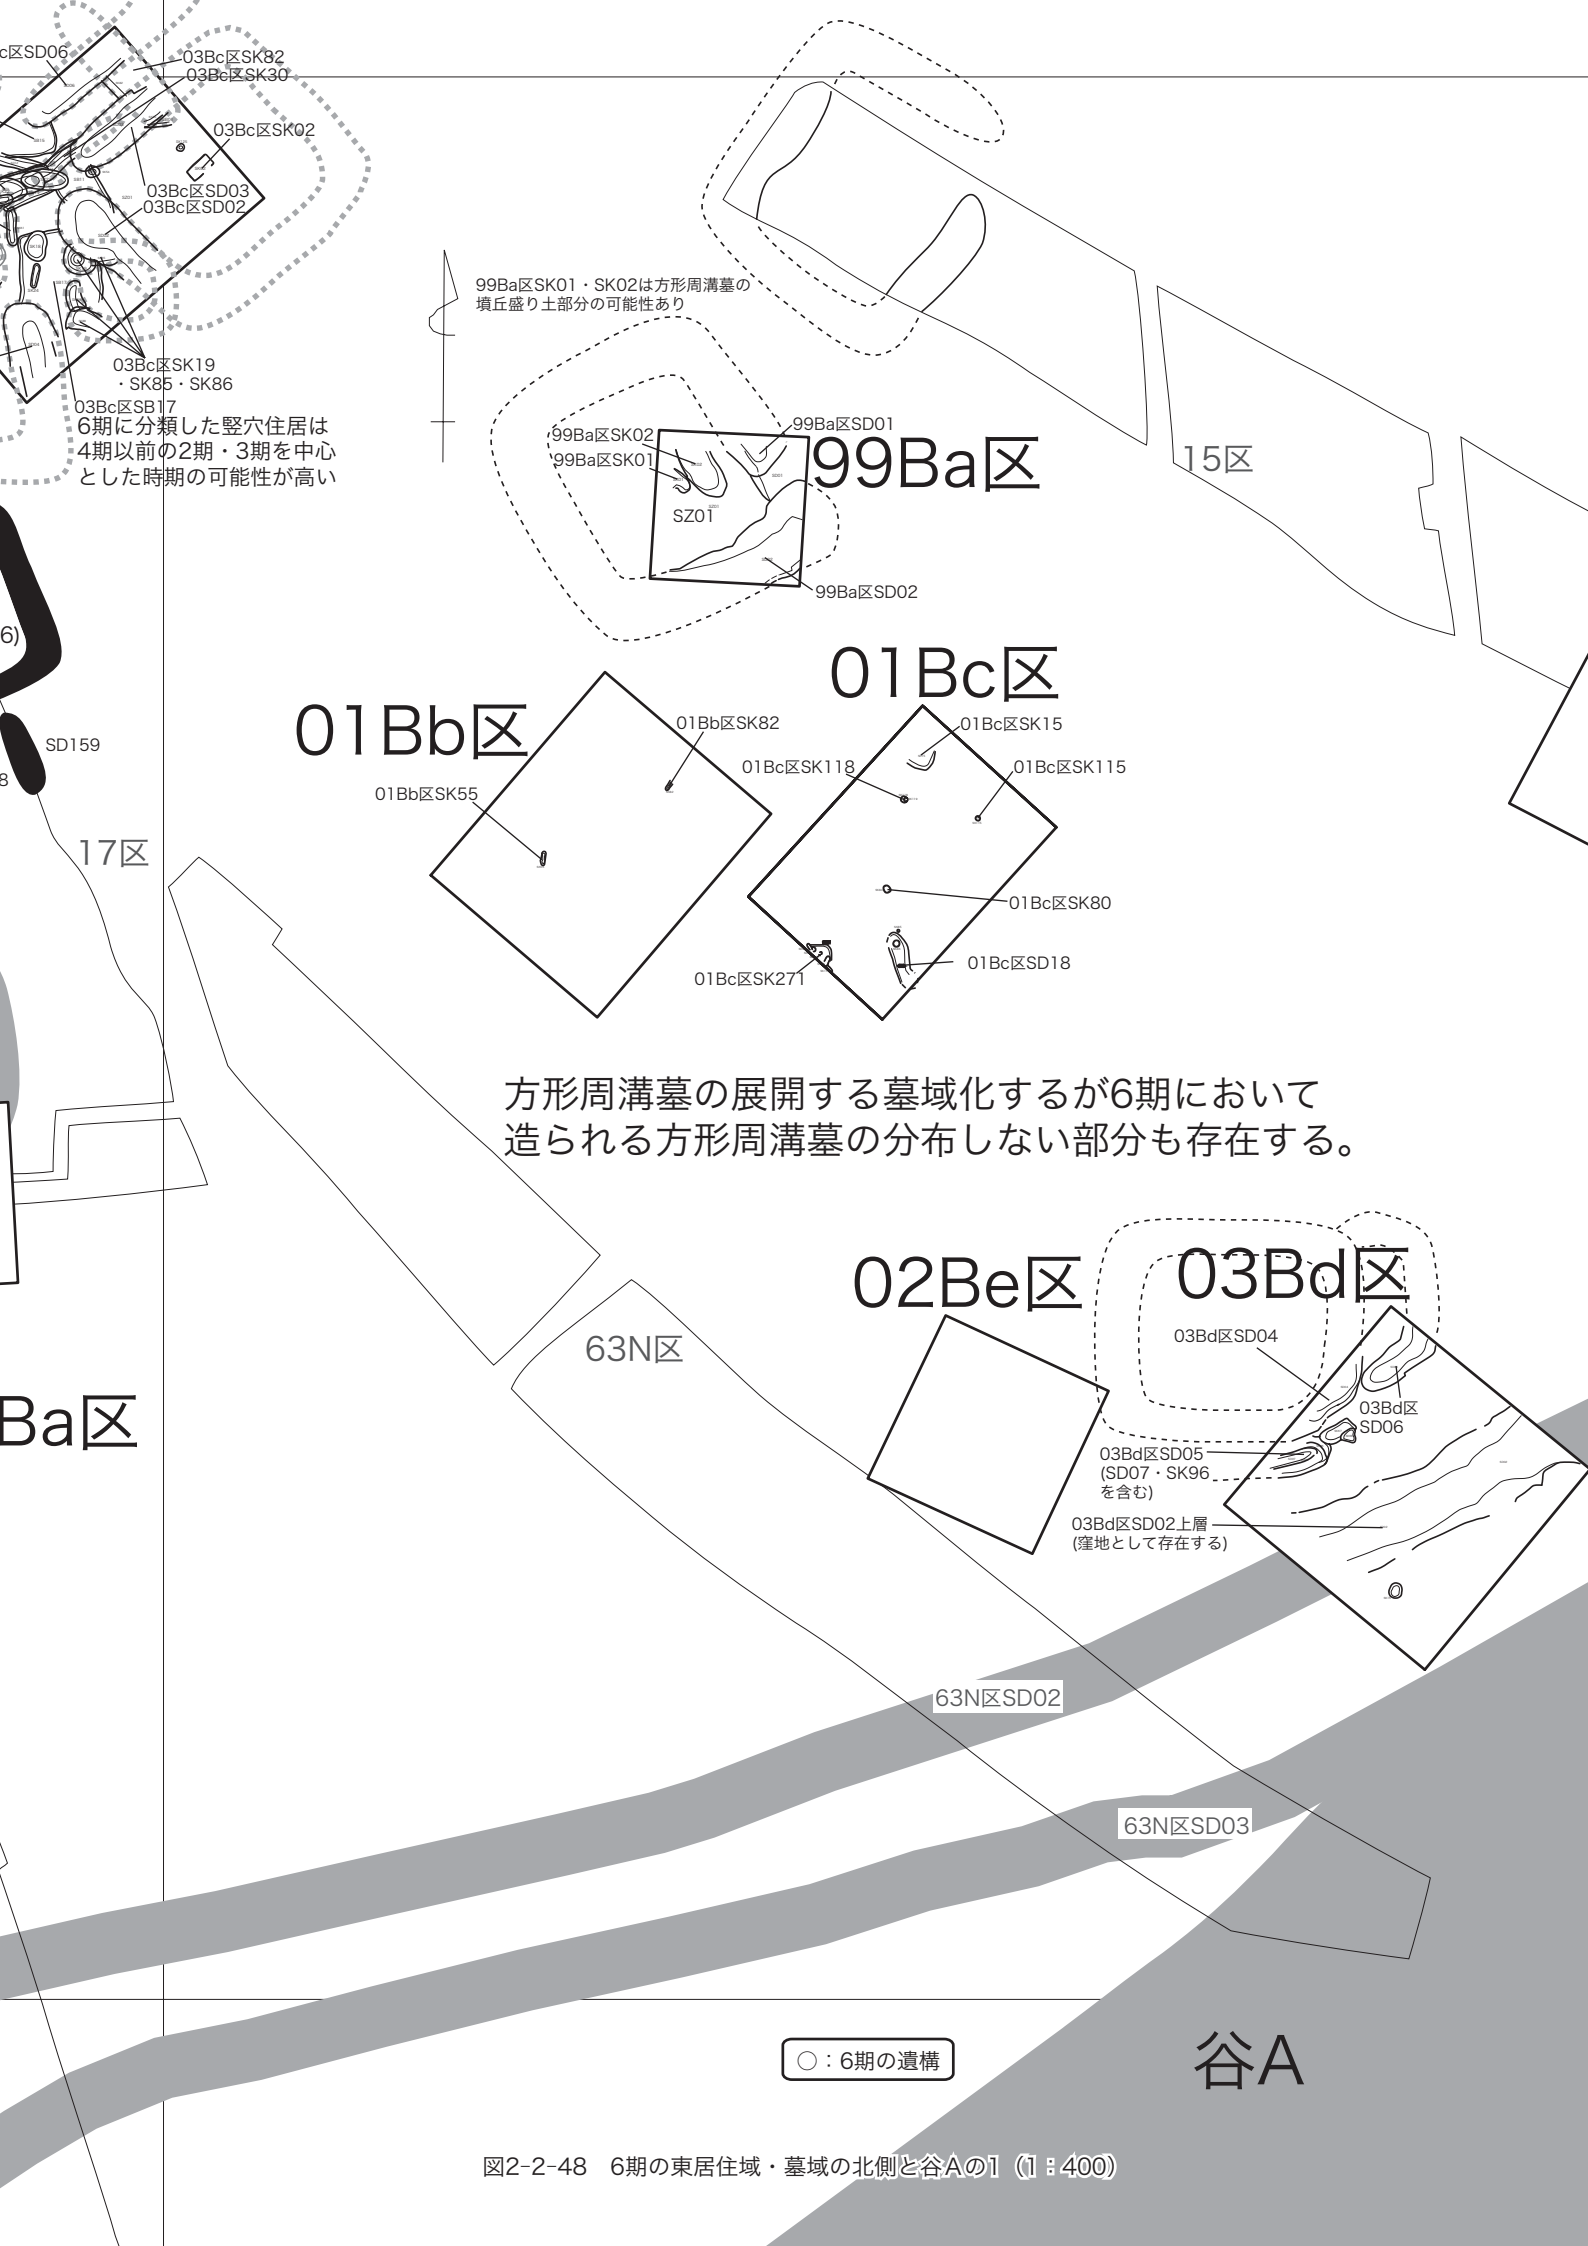 c区SD06
03Bc区SK82
03Bc区SK30
03Bc区SK02
03Bc区SD03
03Bc区SD02
03Bc区SK19
・SK85・SK86
03Bc区SB17
6期に分類した竪穴住居は
4期以前の2期・3期を中心
とした時期の可能性が高い
99Ba区SK01・SK02は方形周溝墓の
墳丘盛り土部分の可能性あり
99Ba区SK02
99Ba区SK01
99Ba区SD01
99Ba区
SZ01
99Ba区SD02
15区
6)
SD159
8
17区
01Bb区
01Bb区SK82
01Bb区SK55
01Bc区
01Bc区SK15
01Bc区SK118
01Bc区SK115
01Bc区SK80
01Bc区SK271
01Bc区SD18
方形周溝墓の展開する墓域化するが6期において
造られる方形周溝墓の分布しない部分も存在する。
02Be区
03Bd区
63N区
03Bd区SD04
03Bd区
SD06
03Bd区SD05
(SD07・SK96
を含む)
03Bd区SD02上層
(窪地として存在する)
Ba区
63N区SD02
63N区SD03
○：6期の遺構
谷A
図2-2-48　6期の東居住域・墓域の北側と谷Aの1（1：400）